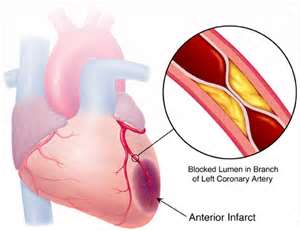 Blocked Lumen in Branch
of Left Coronary Artery
Anterior Infarct